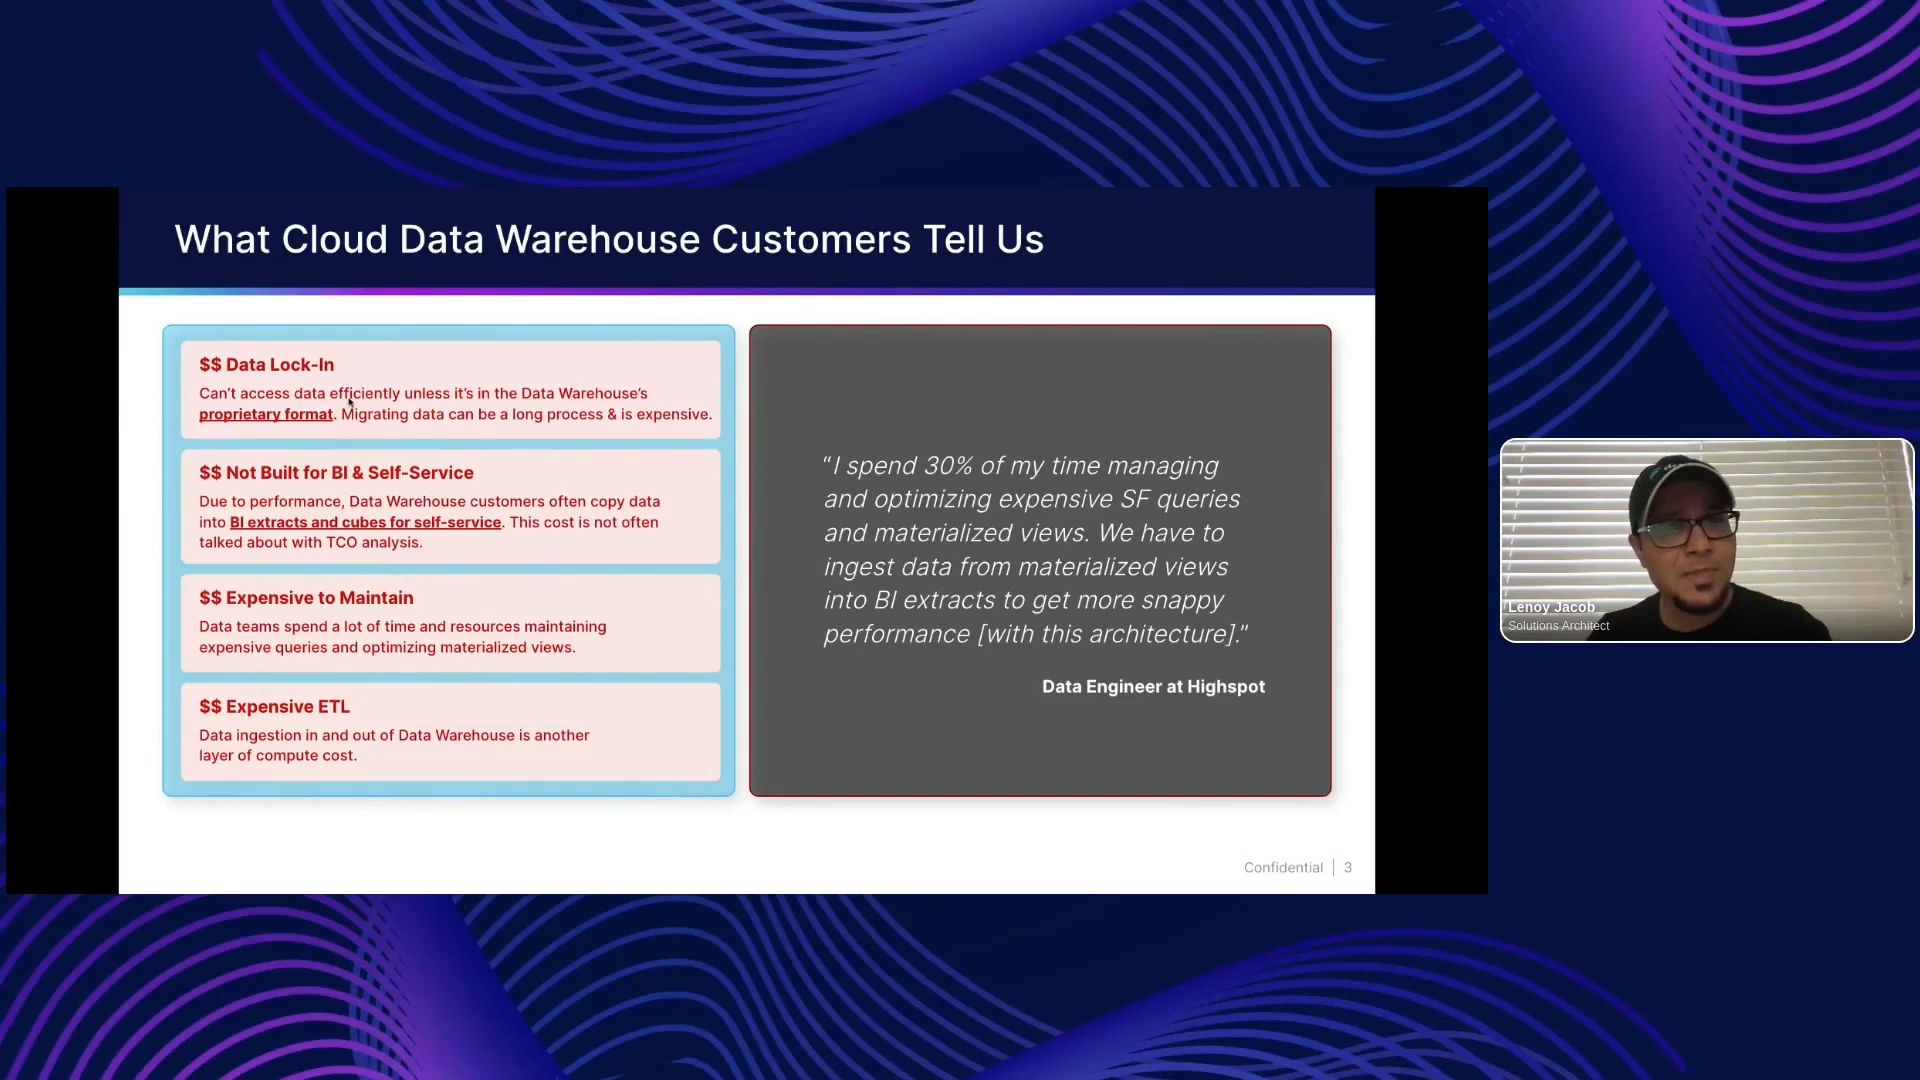 What Cloud Data Warehouse Customers Tell Us
$$ Data Lock-In
Can’t access data efficiently unless it’s in the Data Warehouse’s
proprietary format. Migrating data can be a long process & is expensive.
$$ Not Built for BI & Self-Service
Due to performance, Data Warehouse customers often copy data
into BI extracts and cubes for self-service. This cost is not often
talked about with TCO analysis.
$$ Expensive to Maintain
Data teams spend a lot of time and resources maintaining
expensive queries and optimizing materialized views.
$$ Expensive ETL
Data ingestion in and out of Data Warehouse is another
layer of compute cost.
“I spend 30% of my time managing
and optimizing expensive SF queries
and materialized views. We have to
ingest data from materialized views
into BI extracts to get more snappy
performance [with this architecture].”
Data Engineer at Highspot
Confidential | 3
Lenoy Jacob
Solutions Architect